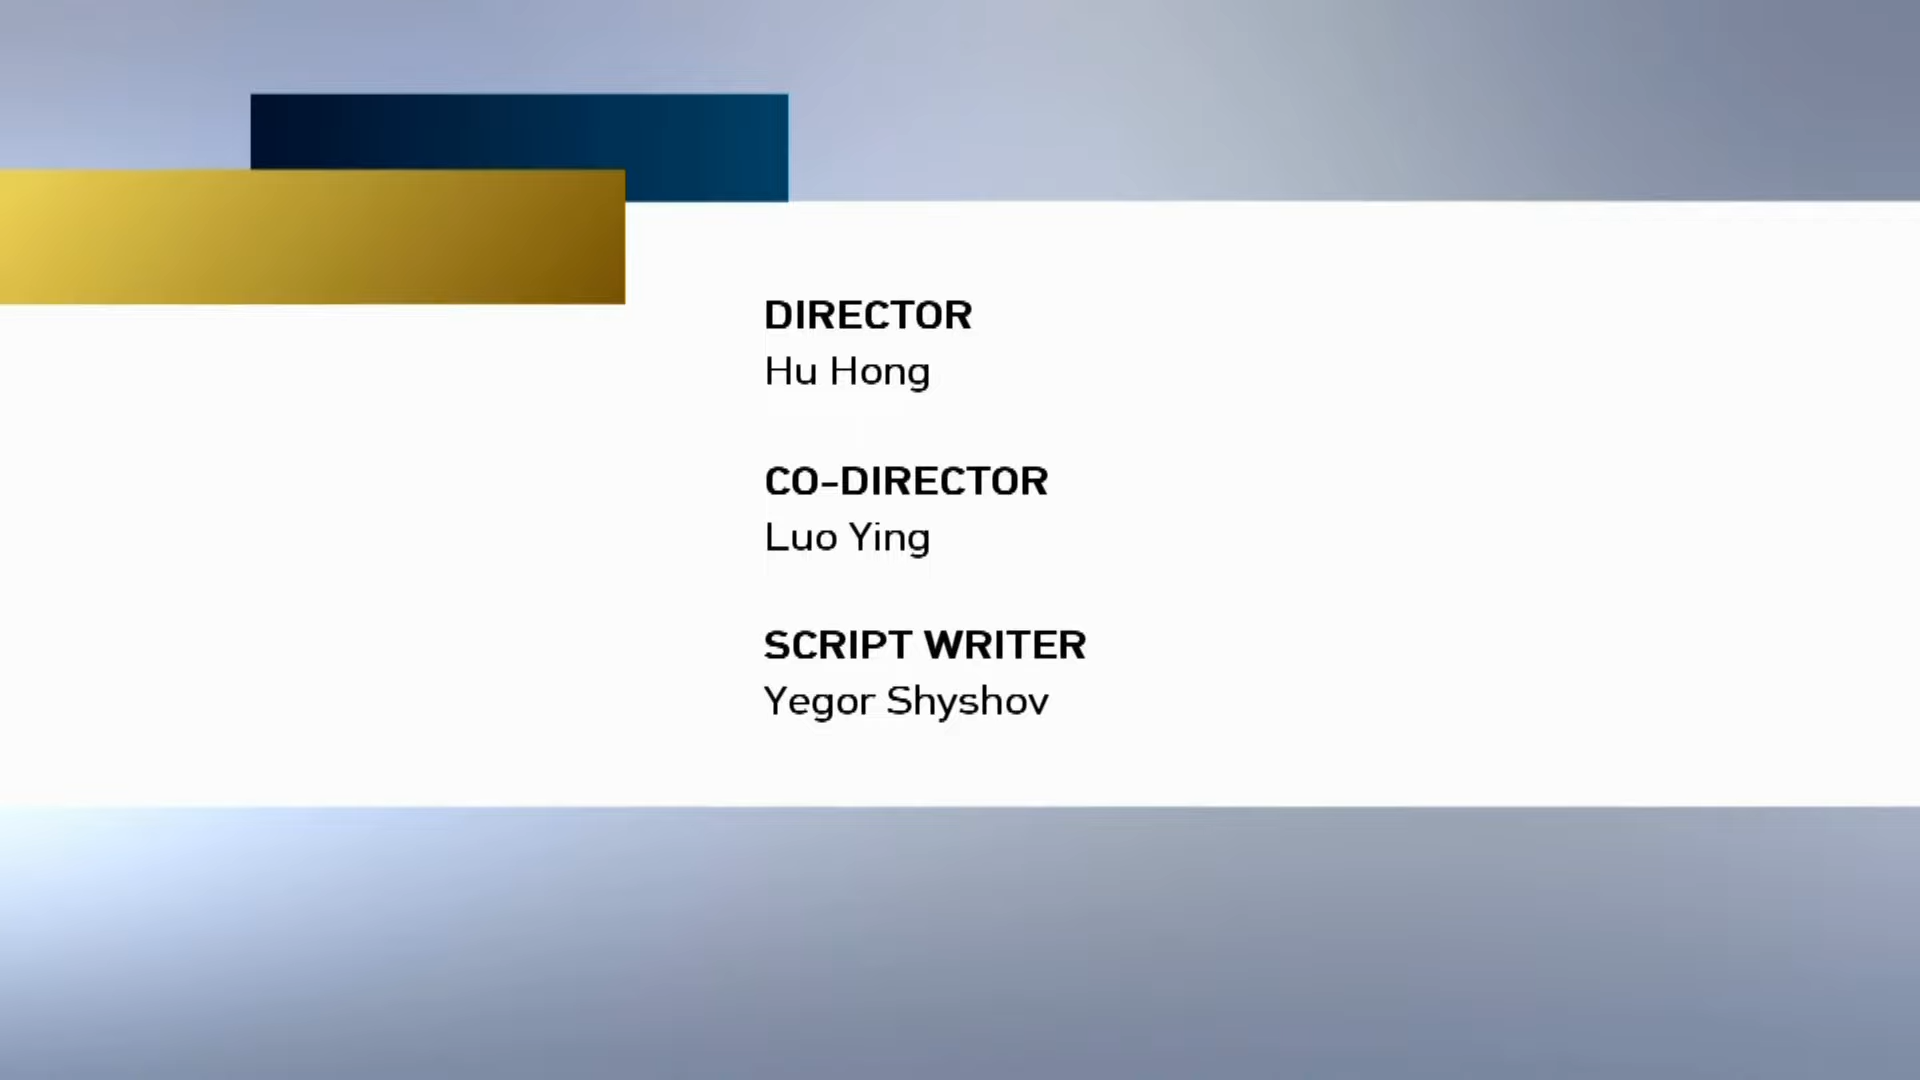 DIRECTOR
Hu Hong
CO-DIRECTOR
Luo Ying
SCRIPT WRITER
Yegor Shyshov